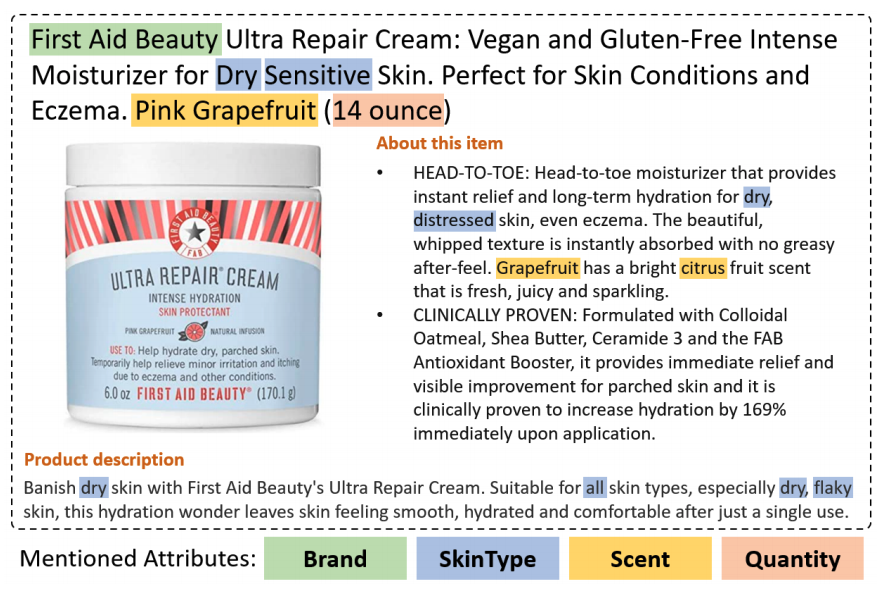 First Aid Beauty Ultra Repair Cream: Vegan and Gluten-Free Intense
Moisturizer for Dry Sensitive Skin. Perfect for Skin Conditions and
Eczema. Pink Grapefruit (14 ounce)
About this item
• HEAD-TO-TOE: Head-to-toe moisturizer that provides
instant relief and long-term hydration for dry,
distressed skin, even eczema. The beautiful,
whipped texture is instantly absorbed with no greasy
after-feel. Grapefruit has a bright citrus fruit scent
that is fresh, juicy and sparkling.
• CLINICALLY PROVEN: Formulated with Colloidal
Oatmeal, Shea Butter, Ceramide 3 and the FAB
Antioxidant Booster, it provides immediate relief and
visible improvement for parched skin and it is
clinically proven to increase hydration by 169%
immediately upon application.
FIRST AID BEAUTY
FAB
ULTRA REPAIR® CREAM
INTENSE HYDRATION
SKIN PROTECTANT
PINK GRAPEFRUIT NATURAL INFUSION
USE TO: Help hydrate dry, parched skin.
Temporarily help relieve minor irritation and itching
due to eczema and other conditions.
6.0 oz FIRST AID BEAUTY® (170.1 g)
Product description
Banish dry skin with First Aid Beauty's Ultra Repair Cream. Suitable for all skin types, especially dry, flaky
skin, this hydration wonder leaves skin feeling smooth, hydrated and comfortable after just a single use.
Mentioned Attributes: Brand SkinType Scent Quantity